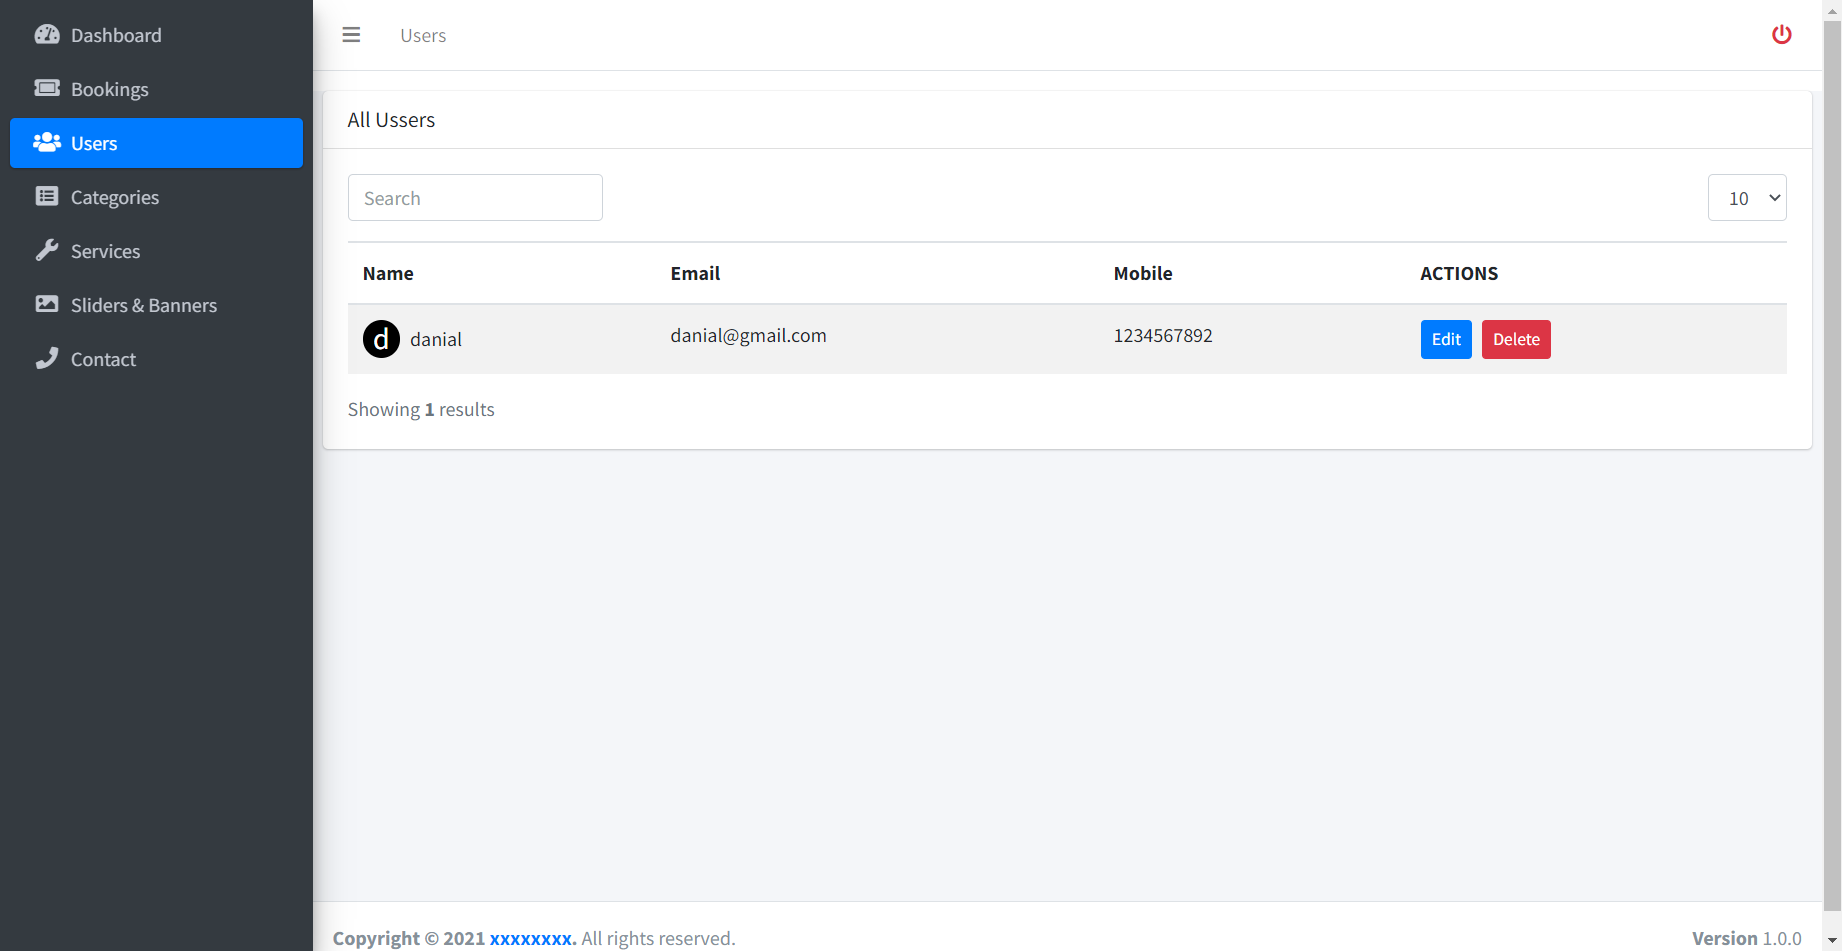 Dashboard
Bookings
Users
Categories
Services
Sliders & Banners
Contact
Users
All Ussers
Search
10
Name Email Mobile ACTIONS
d danial danial@gmail.com 1234567892 Edit Delete
Showing 1 results
Copyright © 2021 xxxxxxxx. All rights reserved. Version 1.0.0